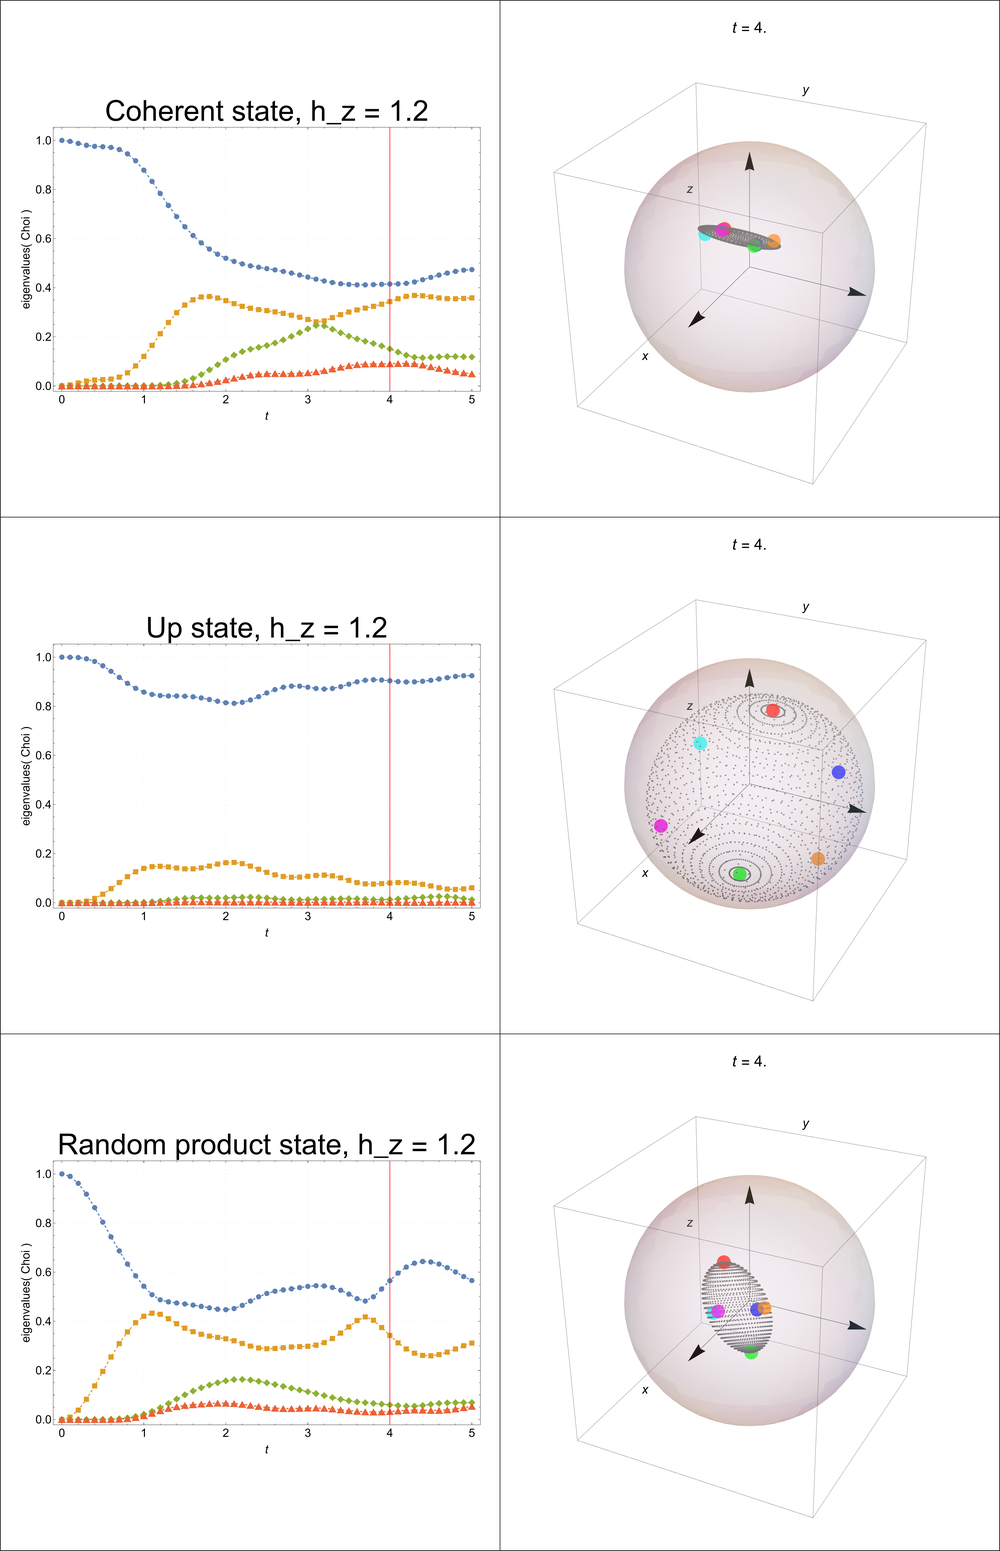 Coherent state, h_z = 1.2
1.0
0.8
0.6
0.4
0.2
0.0
eigenvalues( Choi )
0 1 2 3 4 5
t
t = 4.
y
z
x
Up state, h_z = 1.2
1.0
0.8
0.6
0.4
0.2
0.0
eigenvalues( Choi )
0 1 2 3 4 5
t
t = 4.
y
z
x
Random product state, h_z = 1.2
1.0
0.8
0.6
0.4
0.2
0.0
eigenvalues( Choi )
0 1 2 3 4 5
t
t = 4.
y
z
x